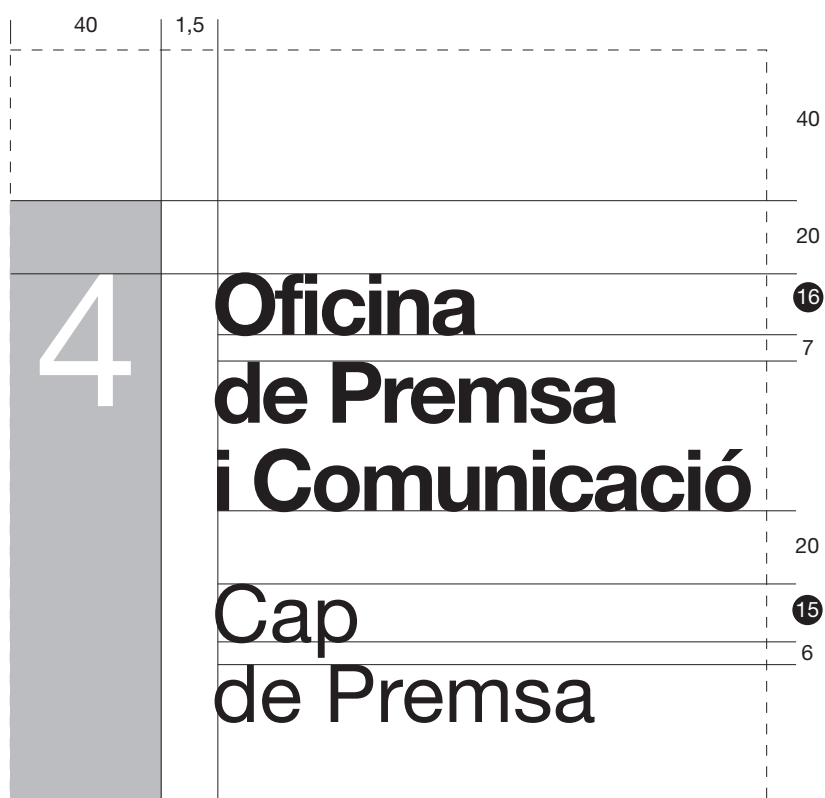 40 1,5
40
20
4 Oficina 16
7
de Premsa
i Comunicació
20
Cap 15
6
de Premsa